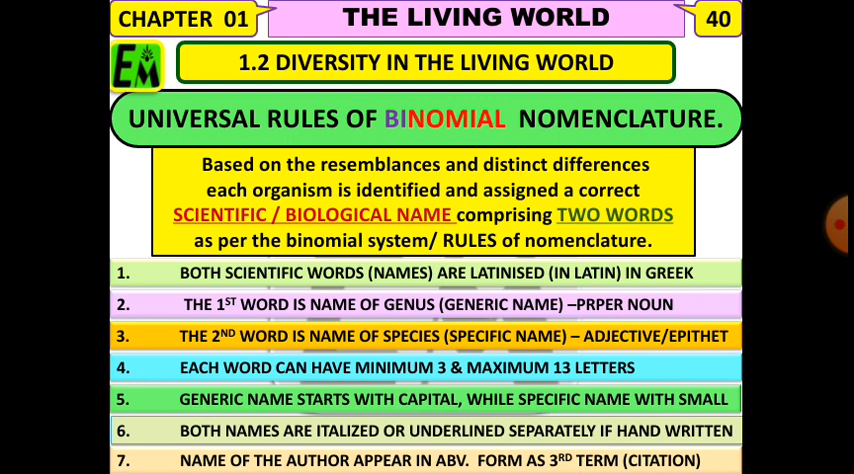 CHAPTER 01
THE LIVING WORLD
40
EM
1.2 DIVERSITY IN THE LIVING WORLD
UNIVERSAL RULES OF BINOMIAL NOMENCLATURE.
Based on the resemblances and distinct differences
each organism is identified and assigned a correct
SCIENTIFIC / BIOLOGICAL NAME comprising TWO WORDS
as per the binomial system/ RULES of nomenclature.
1. BOTH SCIENTIFIC WORDS (NAMES) ARE LATINISED (IN LATIN) IN GREEK
2. THE 1ST WORD IS NAME OF GENUS (GENERIC NAME) –PRPER NOUN
3. THE 2ND WORD IS NAME OF SPECIES (SPECIFIC NAME) – ADJECTIVE/EPITHET
4. EACH WORD CAN HAVE MINIMUM 3 & MAXIMUM 13 LETTERS
5. GENERIC NAME STARTS WITH CAPITAL, WHILE SPECIFIC NAME WITH SMALL
6. BOTH NAMES ARE ITALIZED OR UNDERLINED SEPARATELY IF HAND WRITTEN
7. NAME OF THE AUTHOR APPEAR IN ABV. FORM AS 3RD TERM (CITATION)